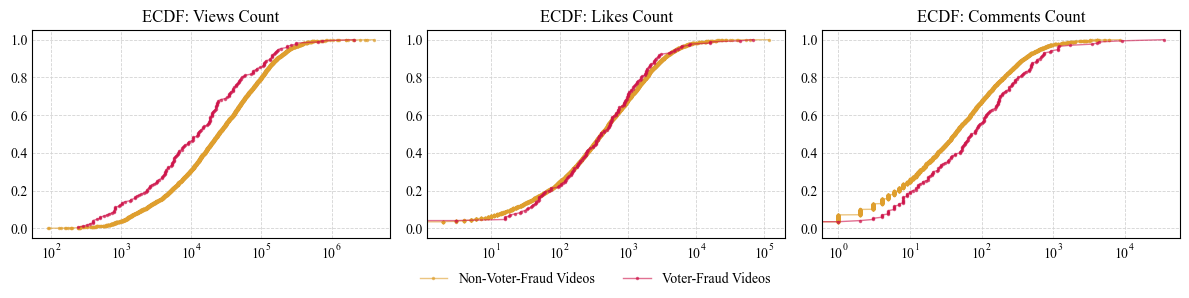 ECDF: Views Count
1.0
0.8
0.6
0.4
0.2
0.0
10^2 10^3 10^4 10^5 10^6
ECDF: Likes Count
1.0
0.8
0.6
0.4
0.2
0.0
10^1 10^2 10^3 10^4 10^5
ECDF: Comments Count
1.0
0.8
0.6
0.4
0.2
0.0
10^0 10^1 10^2 10^3 10^4
Non-Voter-Fraud Videos Voter-Fraud Videos